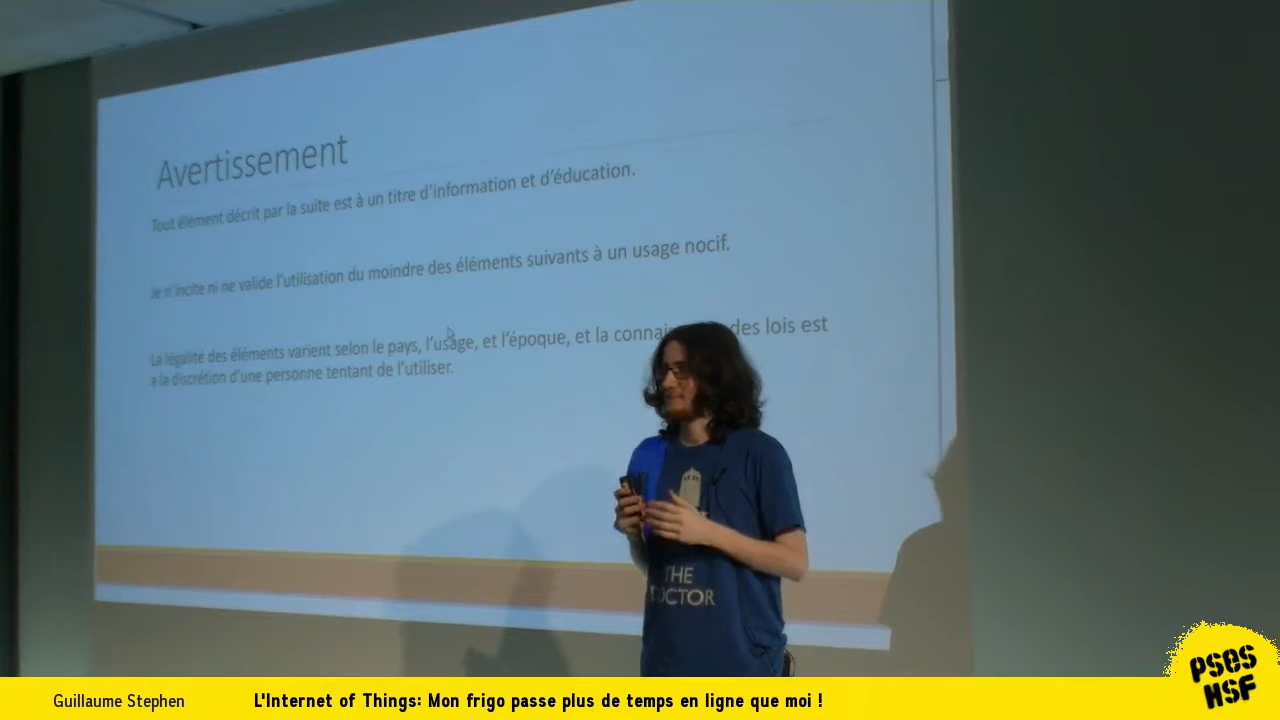 Avertissement
Tout élément décrit par la suite est à un titre d'information et d'éducation.
Je n'incite ni ne valide l'utilisation du moindre des éléments suivants à un usage nocif.
La légalité des éléments varient selon le pays, l'usage, et l'époque, et la des lois est
a la discrétion d'une personne tentant de l'utiliser.
THE
DOCTOR
Guillaume Stephen L'Internet of Things: Mon frigo passe plus de temps en ligne que moi !
PSES
HSF